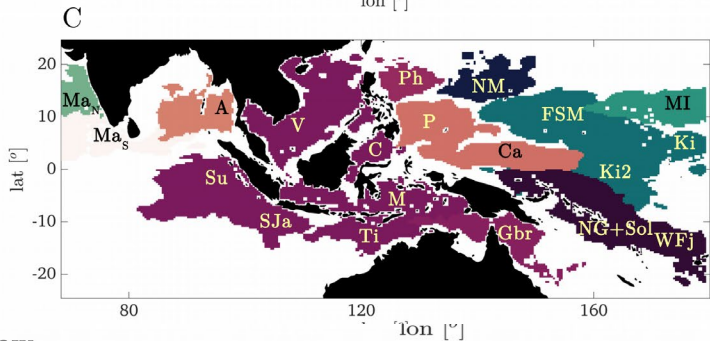 lon [°]
C
20
10
0
-10
-20
lat [°]
Ma_N
Ma_S
A
V
Ph
NM
P
FSM
MI
Ki
C
Ca
Ki2
Su
M
SJa
Ti
Gbr
NG+Sol
WFj
80
120
160
lon [°]